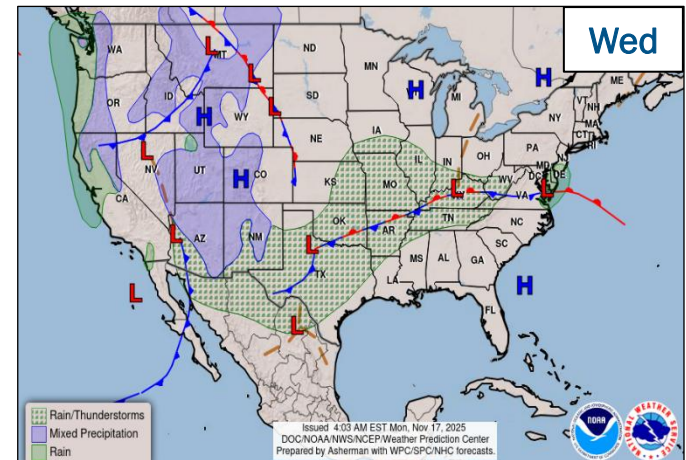 Wed
WA
MT
ND
MN
ME
OR
ID
WY
SD
WI
MI
NY
VT
NH
MA
CT
RI
NE
IA
IL
IN
OH
PA
NJ
NV
UT
CO
KS
MO
WV
MD
DE
DC
VA
CA
AZ
NM
OK
AR
TN
NC
SC
TX
LA
MS
AL
GA
FL
L
L
L
L
L
L
L
L
L
L
H
H
H
H
H
Rain/Thunderstorms
Mixed Precipitation
Rain
Issued 4:03 AM EST Mon, Nov 17, 2025
DOC/NOAA/NWS/NCEP/Weather Prediction Center
Prepared by Asherman with WPC/SPC/NHC forecasts.
NOAA
NATIONAL WEATHER SERVICE